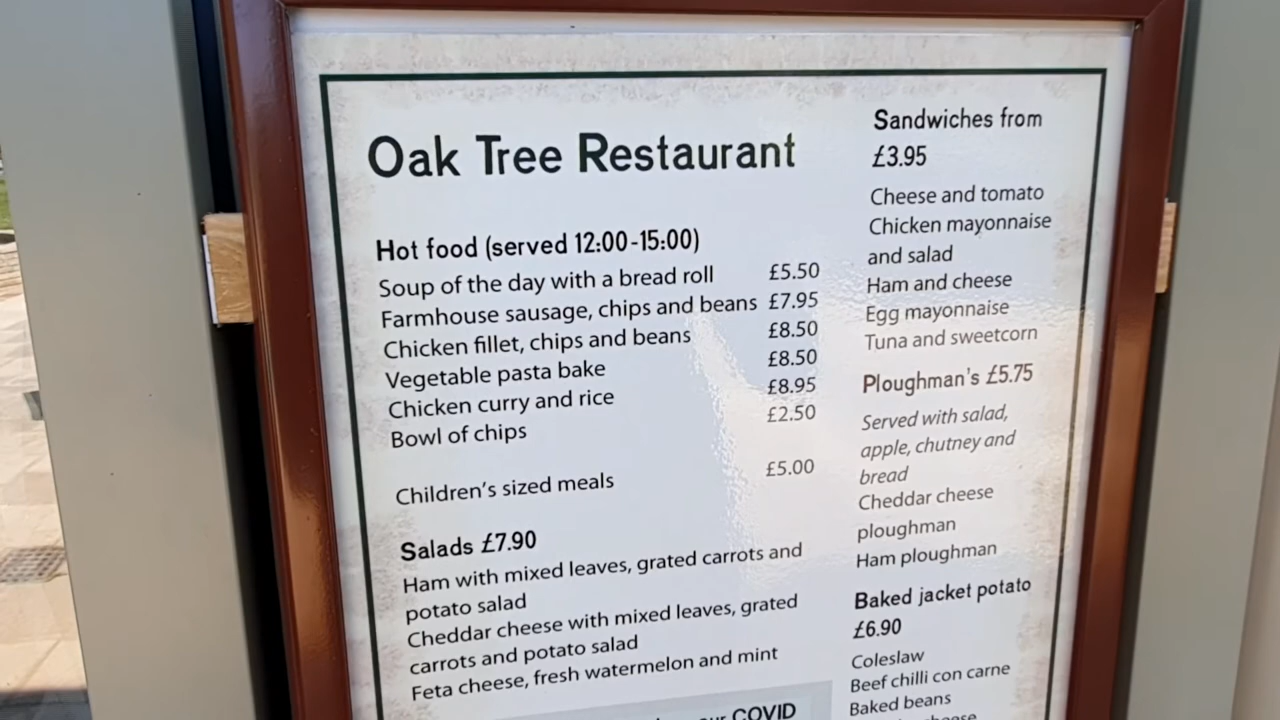 Oak Tree Restaurant
Hot food (served 12:00-15:00)
Soup of the day with a bread roll £5.50
Farmhouse sausage, chips and beans £7.95
Chicken fillet, chips and beans £8.50
Vegetable pasta bake £8.50
Chicken curry and rice £8.95
Bowl of chips £2.50
Children's sized meals £5.00
Salads £7.90
Ham with mixed leaves, grated carrots and
potato salad
Cheddar cheese with mixed leaves, grated
carrots and potato salad
Feta cheese, fresh watermelon and mint
our COVID
Sandwiches from
£3.95
Cheese and tomato
Chicken mayonnaise
and salad
Ham and cheese
Egg mayonnaise
Tuna and sweetcorn
Ploughman's £5.75
Served with salad,
apple, chutney and
bread
Cheddar cheese
ploughman
Ham ploughman
Baked jacket potato
£6.90
Coleslaw
Beef chilli con carne
Baked beans
cheese